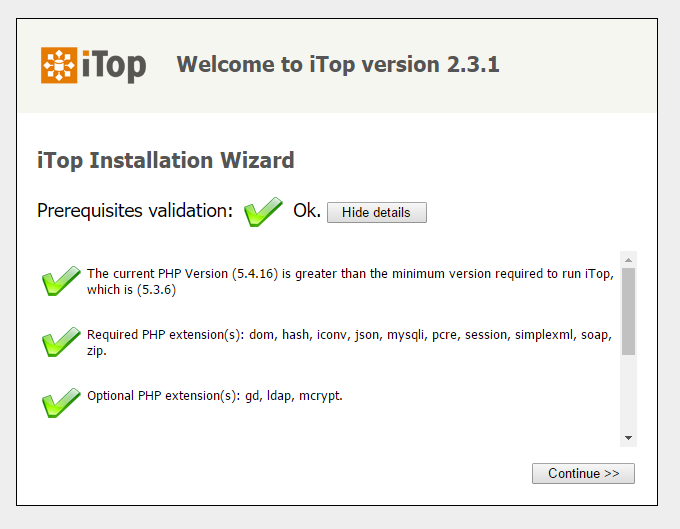 iTop
Welcome to iTop version 2.3.1
iTop Installation Wizard
Prerequisites validation: Ok. Hide details
The current PHP Version (5.4.16) is greater than the minimum version required to run iTop,
which is (5.3.6)
Required PHP extension(s): dom, hash, iconv, json, mysqli, pcre, session, simplexml, soap,
zip.
Optional PHP extension(s): gd, ldap, mcrypt.
Continue >>